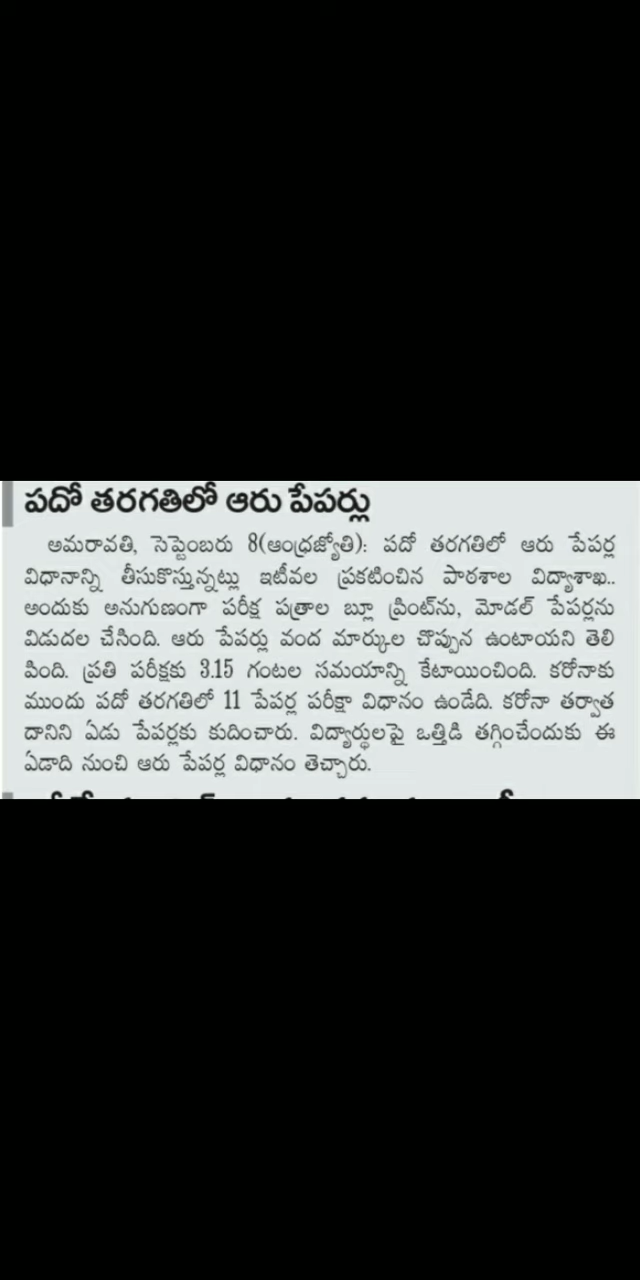 పదో తరగతిలో ఆరు పేపర్లు
అమరావతి, సెప్టెంబరు 8(ఆంధ్రజ్యోతి): పదో తరగతిలో ఆరు పేపర్ల
విధానాన్ని తీసుకొస్తున్నట్లు ఇటీవల ప్రకటించిన పాఠశాల విద్యాశాఖ..
అందుకు అనుగుణంగా పరీక్ష పత్రాల బ్లూ ప్రింట్‌ను, మోడల్ పేపర్లను
విడుదల చేసింది. ఆరు పేపర్లు వంద మార్కుల చొప్పున ఉంటాయని తెలి
పింది. ప్రతి పరీక్షకు 3.15 గంటల సమయాన్ని కేటాయించింది. కరోనాకు
ముందు పదో తరగతిలో 11 పేపర్ల పరీక్షా విధానం ఉండేది. కరోనా తర్వాత
దానిని ఏడు పేపర్లకు కుదించారు. విద్యార్థులపై ఒత్తిడి తగ్గించేందుకు ఈ
ఏడాది నుంచి ఆరు పేపర్ల విధానం తెచ్చారు.